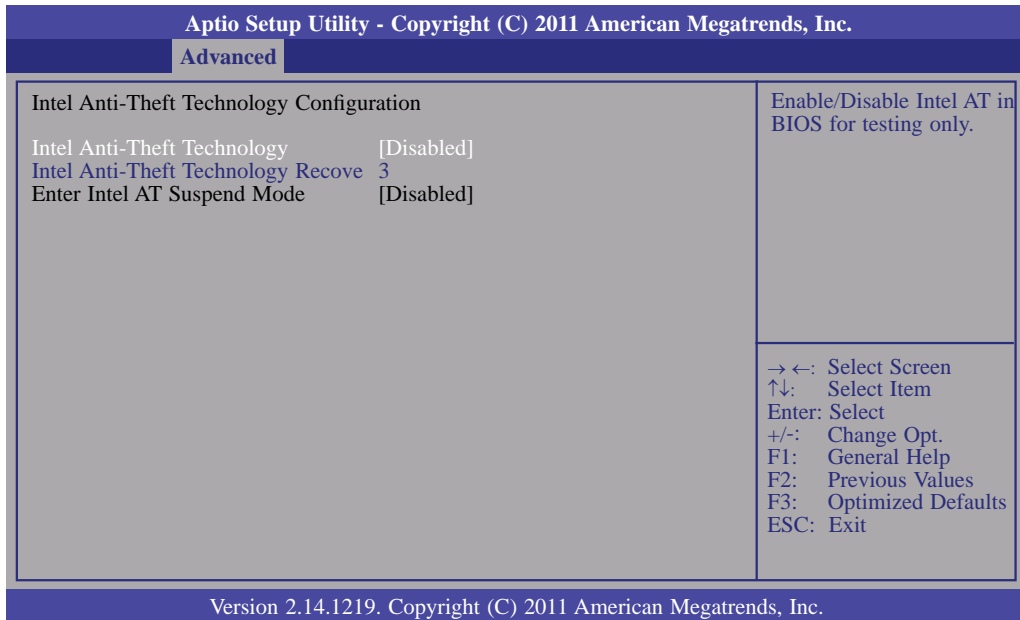 Aptio Setup Utility - Copyright (C) 2011 American Megatrends, Inc.
Advanced
Intel Anti-Theft Technology Configuration
Intel Anti-Theft Technology [Disabled]
Intel Anti-Theft Technology Recove 3
Enter Intel AT Suspend Mode [Disabled]
Enable/Disable Intel AT in
BIOS for testing only.
→ ←: Select Screen
↑↓: Select Item
Enter: Select
+/-: Change Opt.
F1: General Help
F2: Previous Values
F3: Optimized Defaults
ESC: Exit
Version 2.14.1219. Copyright (C) 2011 American Megatrends, Inc.